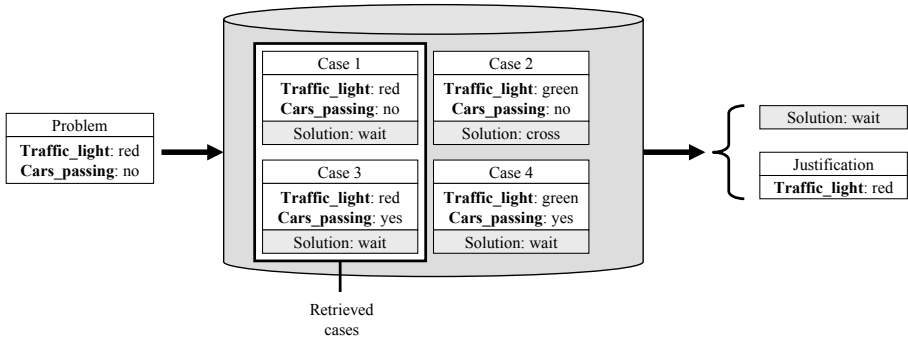 Problem
Traffic_light: red
Cars_passing: no
Case 1
Traffic_light: red
Cars_passing: no
Solution: wait
Case 2
Traffic_light: green
Cars_passing: no
Solution: cross
Case 3
Traffic_light: red
Cars_passing: yes
Solution: wait
Case 4
Traffic_light: green
Cars_passing: yes
Solution: wait
Retrieved
cases
Solution: wait
Justification
Traffic_light: red